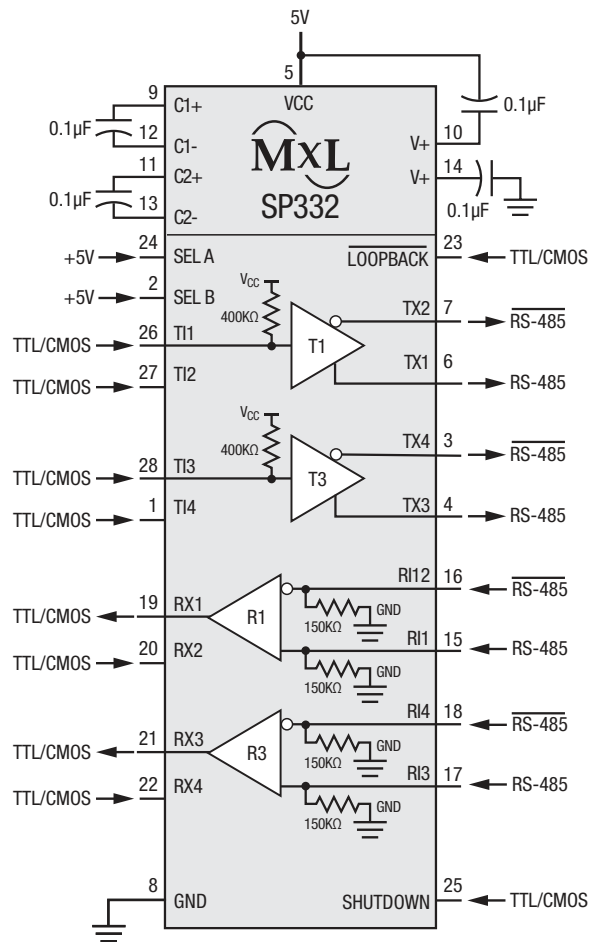 5V
5
VCC
9
C1+
0.1µF
12
C1-
11
C2+
0.1µF
13
C2-
MxL
SP332
0.1µF
10
V+
14
V+
0.1µF
24
+5V
SEL A
2
+5V
SEL B
LOOPBACK
23
TTL/CMOS
VCC
400KΩ
26
TTL/CMOS
TI1
27
TTL/CMOS
TI2
T1
TX2
7
RS-485
TX1
6
RS-485
VCC
400KΩ
28
TTL/CMOS
TI3
1
TTL/CMOS
TI4
T3
TX4
3
RS-485
TX3
4
RS-485
19
TTL/CMOS
RX1
20
TTL/CMOS
RX2
R1
RI12
16
RS-485
GND
150KΩ
RI1
15
RS-485
GND
150KΩ
21
TTL/CMOS
RX3
22
TTL/CMOS
RX4
R3
RI4
18
RS-485
GND
150KΩ
RI3
17
RS-485
GND
150KΩ
8
GND
SHUTDOWN
25
TTL/CMOS